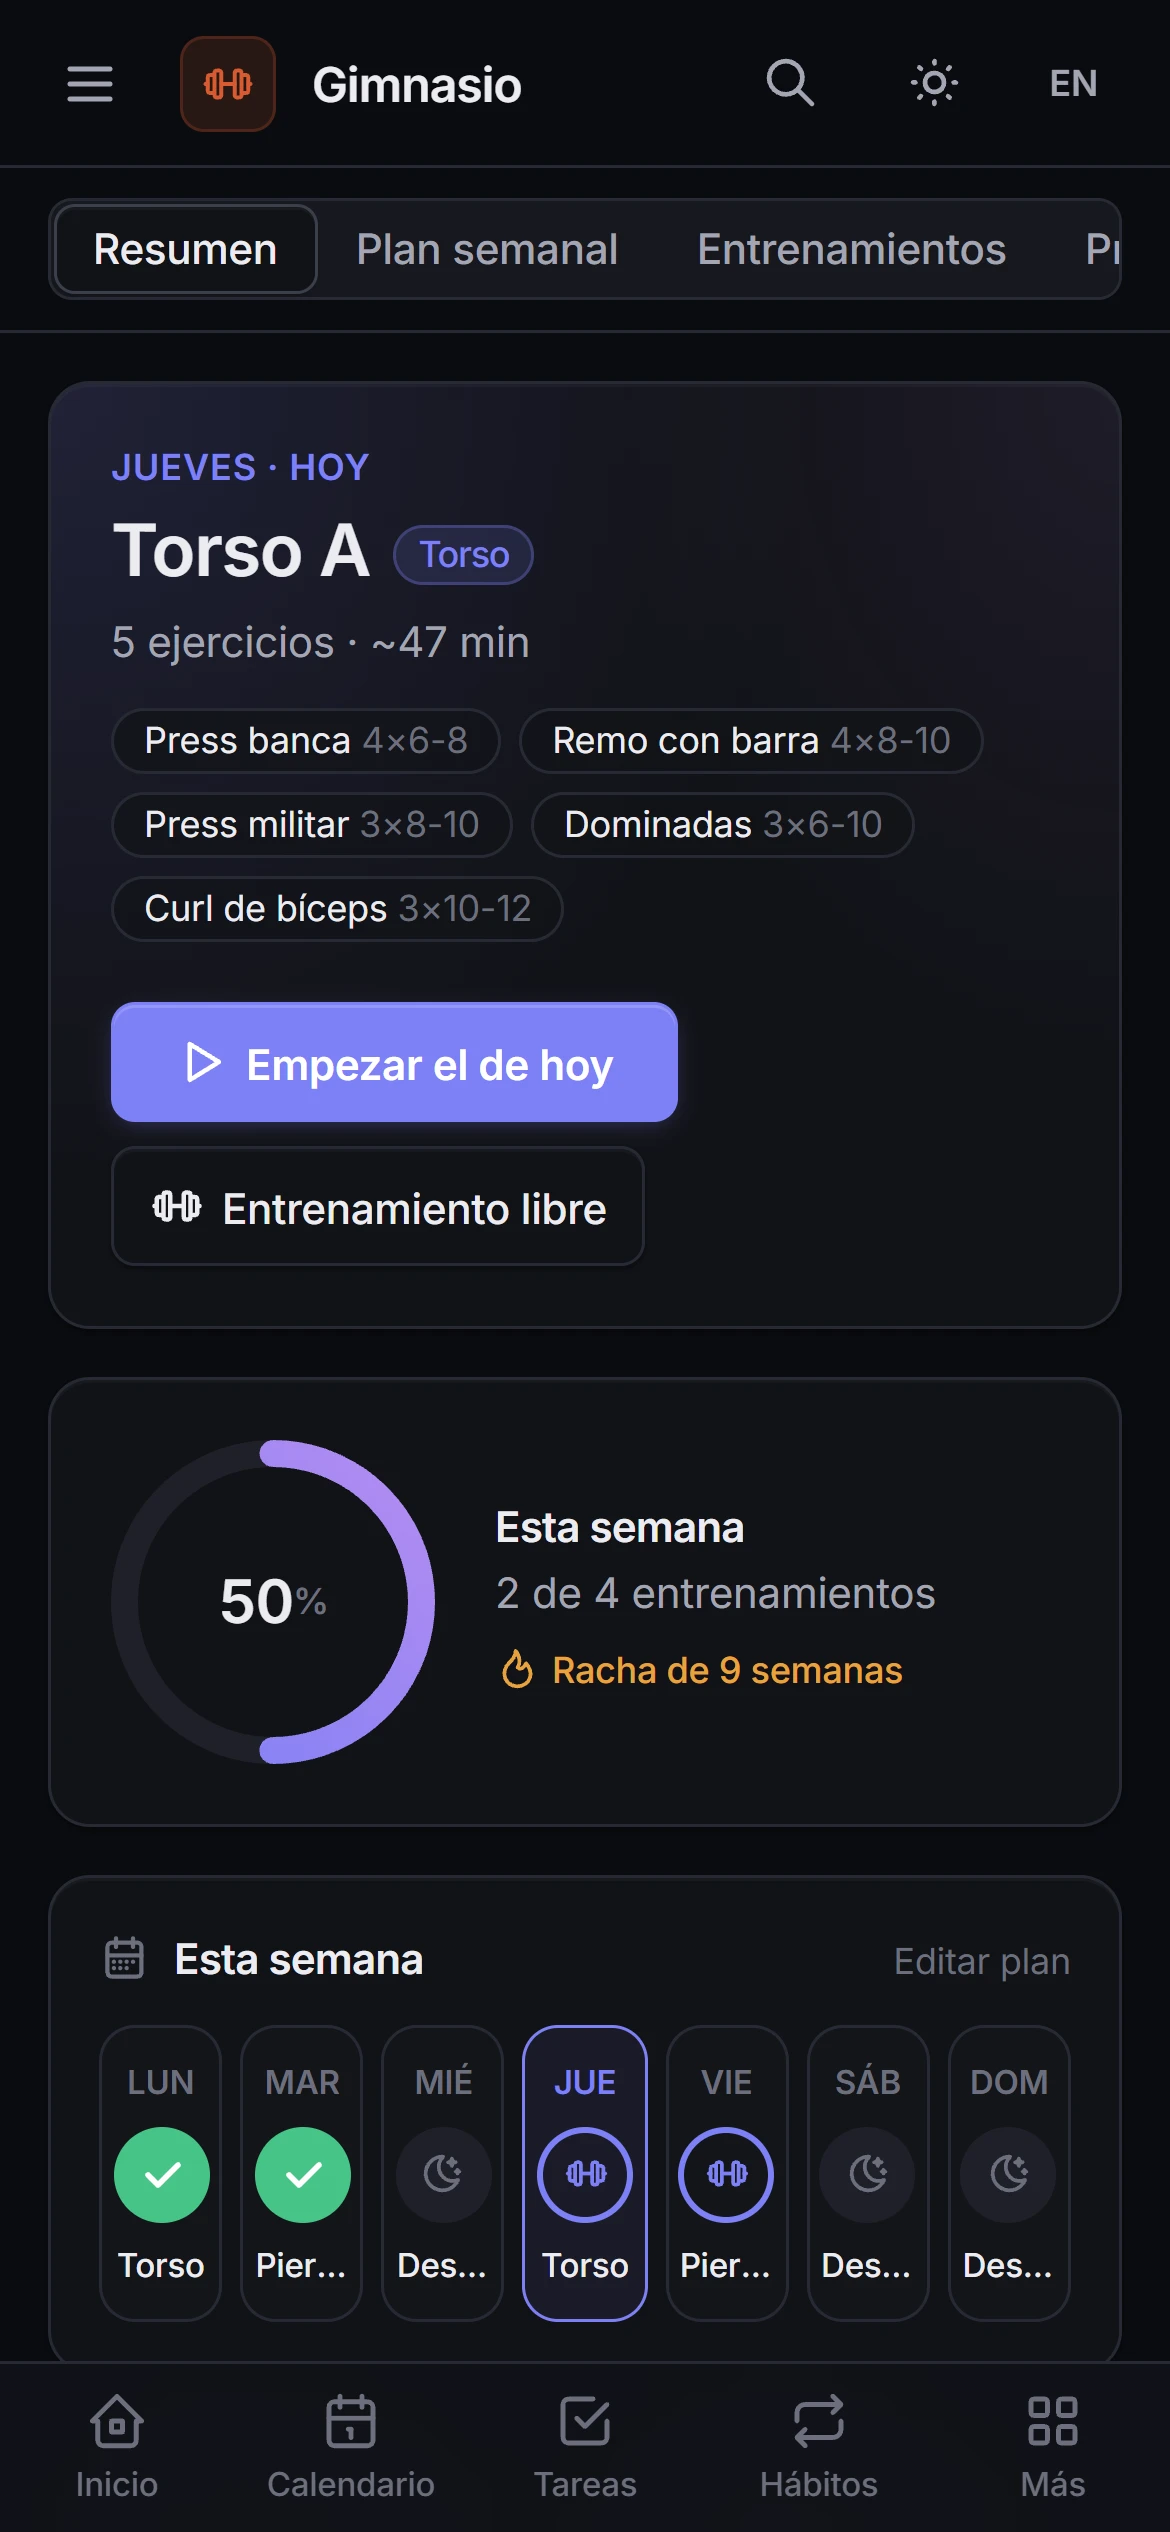 Gimnasio
EN
Resumen
Plan semanal
Entrenamientos
Pr
JUEVES · HOY
Torso A
Torso
5 ejercicios · ~47 min
Press banca 4×6-8
Remo con barra 4×8-10
Press militar 3×8-10
Dominadas 3×6-10
Curl de bíceps 3×10-12
Empezar el de hoy
Entrenamiento libre
50%
Esta semana
2 de 4 entrenamientos
Racha de 9 semanas
Esta semana
Editar plan
LUN MAR MIÉ JUE VIE SÁB DOM
Torso Pier... Des... Torso Pier... Des... Des...
Inicio Calendario Tareas Hábitos Más